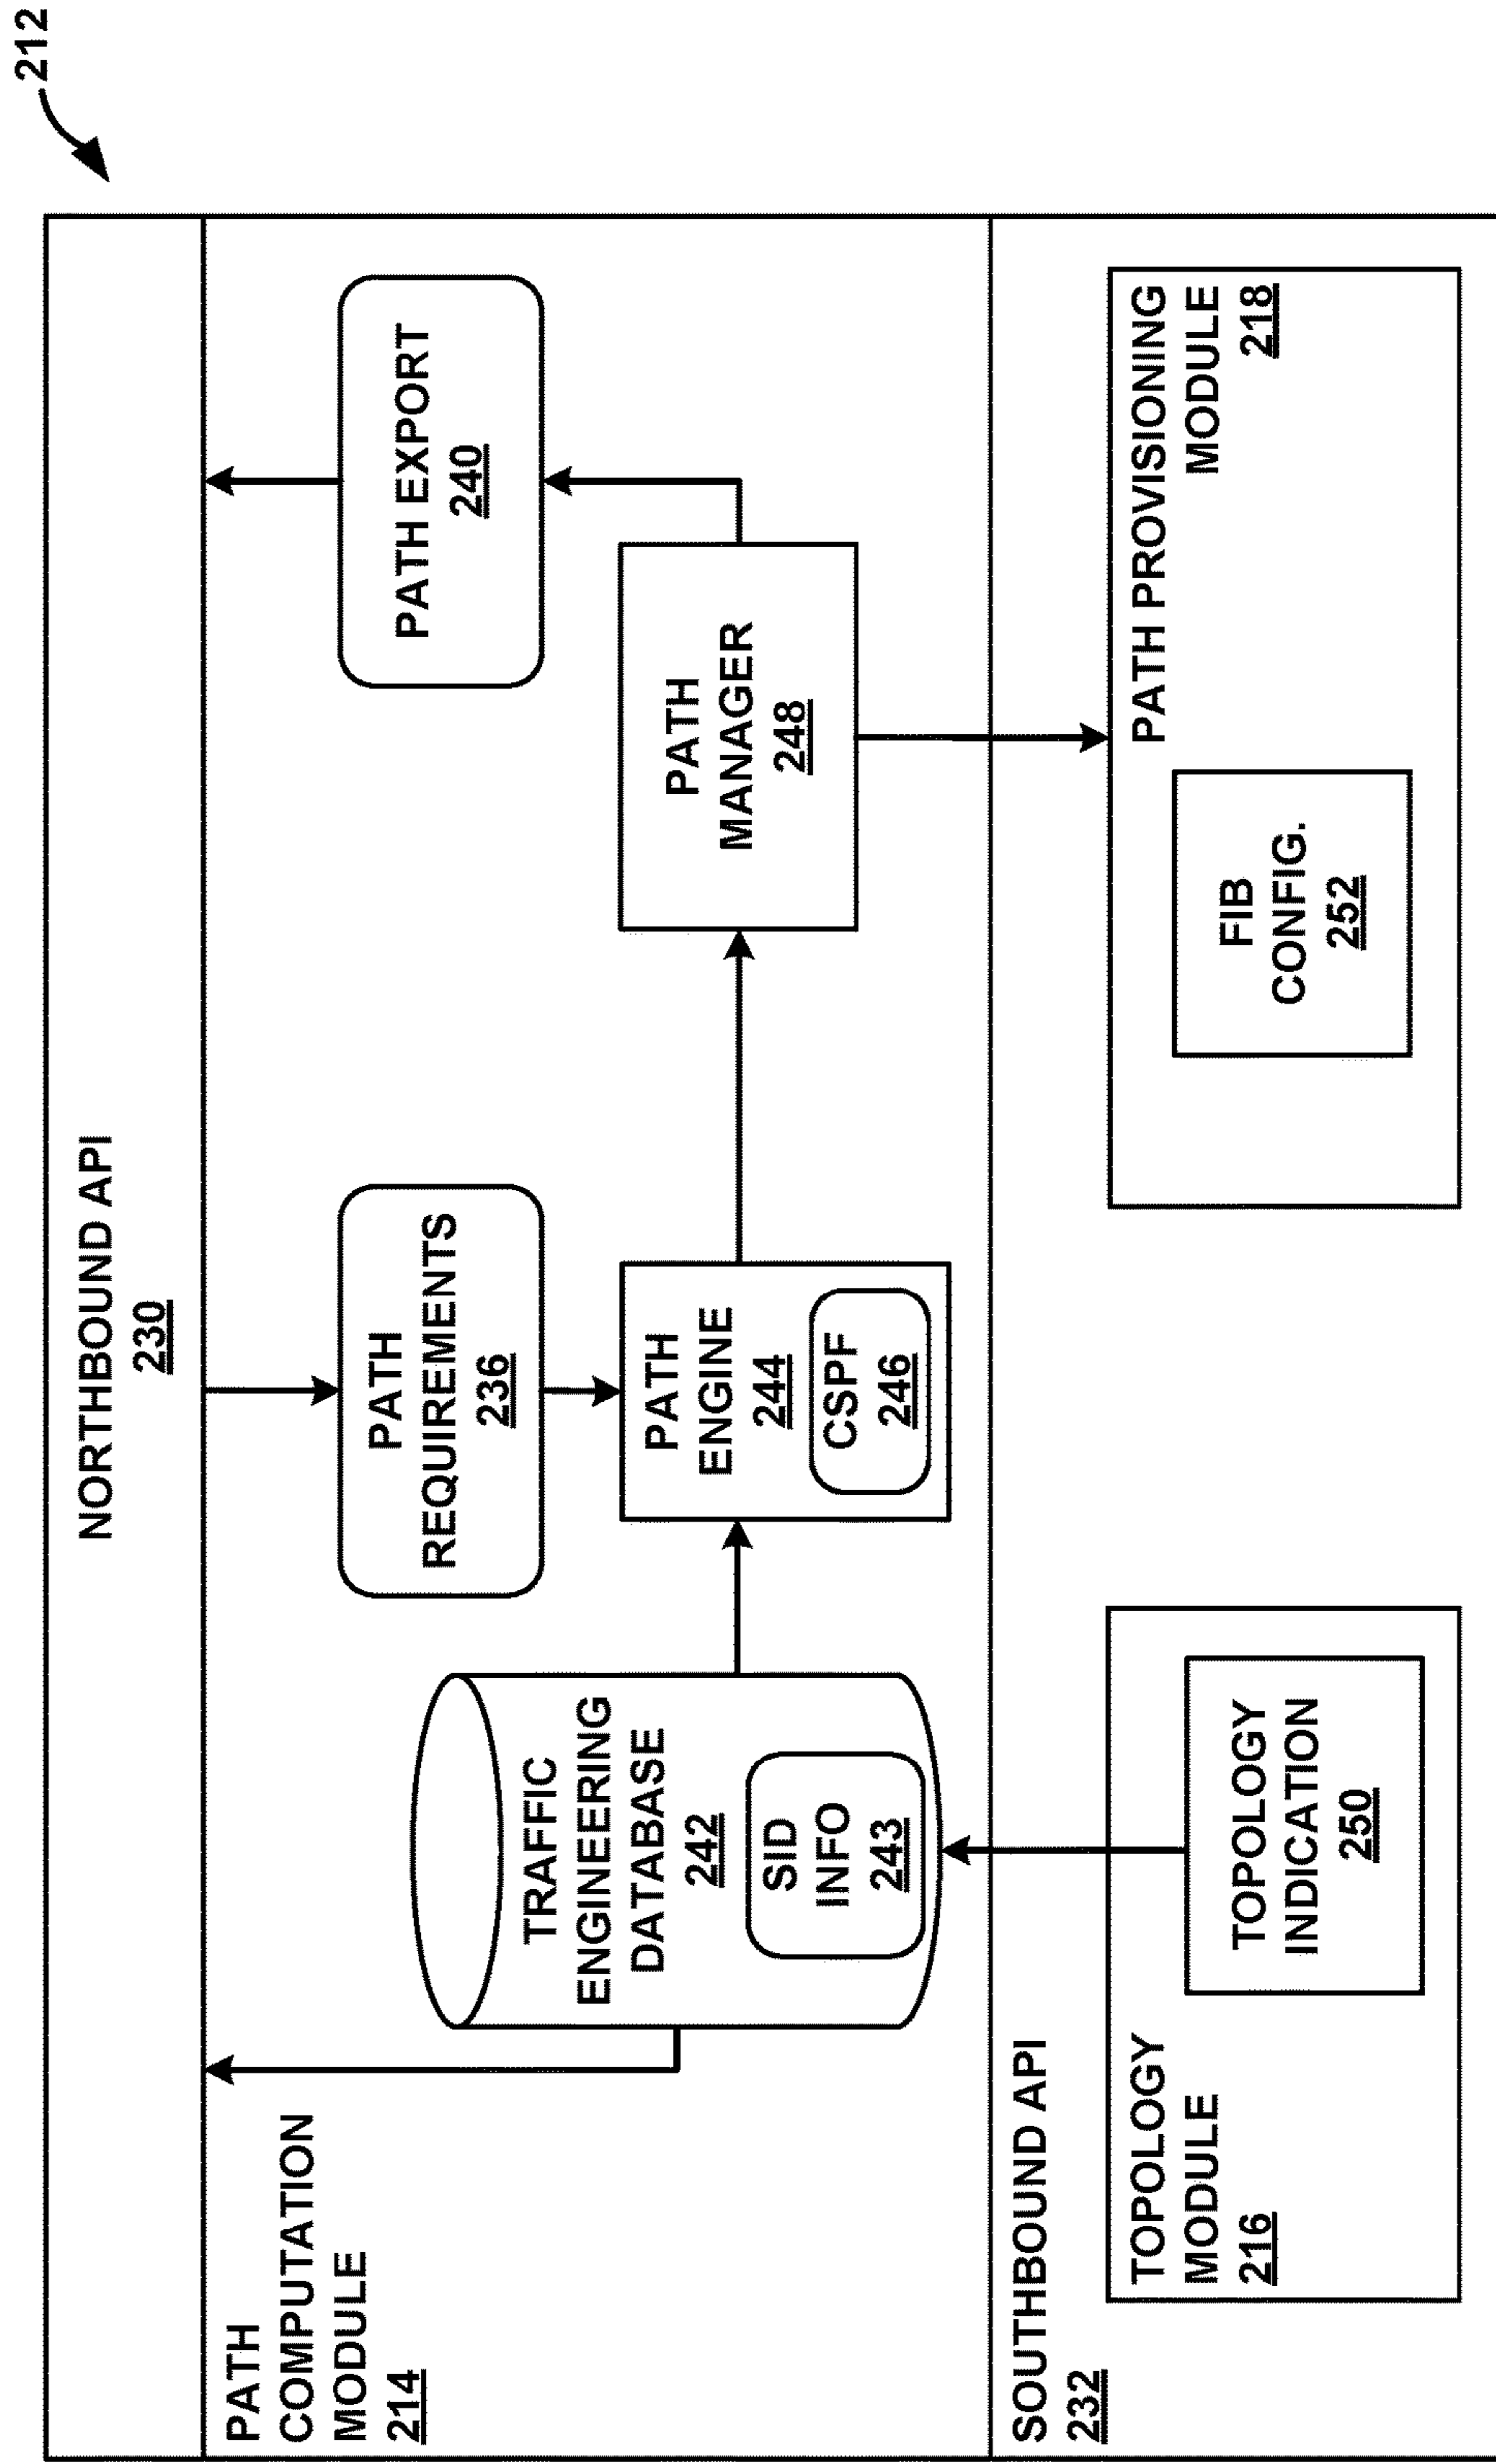 212
NORTHBOUND API
230
PATH
COMPUTATION
MODULE
214
PATH
REQUIREMENTS
236
PATH EXPORT
240
TRAFFIC
ENGINEERING
DATABASE
242
SID
INFO
243
PATH
ENGINE
244
CSPF
246
PATH
MANAGER
248
SOUTHBOUND API
232
TOPOLOGY
MODULE
216
TOPOLOGY
INDICATION
250
PATH PROVISIONING
MODULE
218
FIB
CONFIG.
252